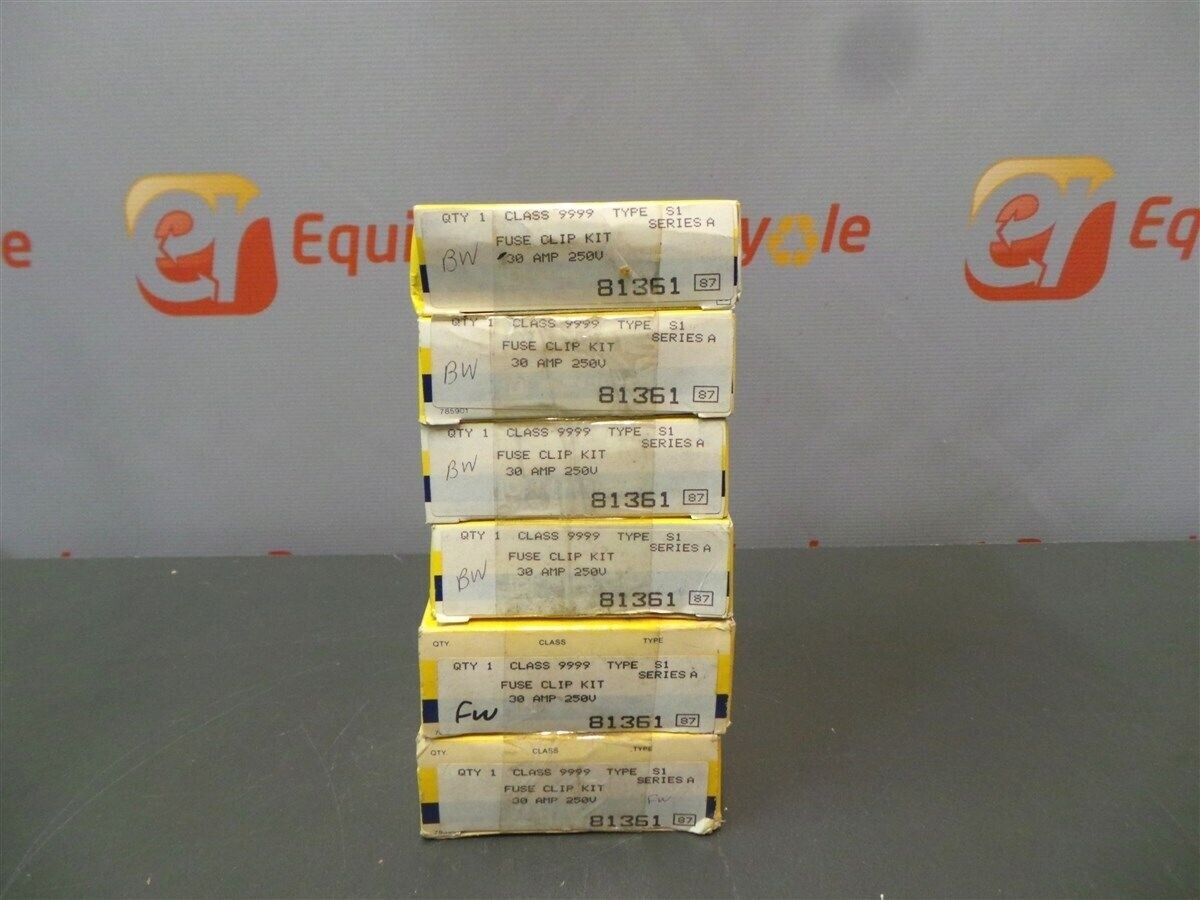 le
er Equi
yle
er E
QTY 1 CLASS 9999 TYPE S1
SERIES A
FUSE CLIP KIT
BW
30 AMP 250V
81361 87
QTY 1 CLASS 9999 TYPE S1
SERIES A
FUSE CLIP KIT
BW
30 AMP 250V
81361 87
785901
QTY 1 CLASS 9999 TYPE S1
SERIES A
FUSE CLIP KIT
BW
30 AMP 250V
81361 87
QTY 1 CLASS 9999 TYPE S1
SERIES A
FUSE CLIP KIT
BW
30 AMP 250V
81361 87
QTY. CLASS TYPE
QTY 1 CLASS 9999 TYPE S1
SERIES A
FUSE CLIP KIT
30 AMP 250V
FW
81361 87
QTY. CLASS TYPE
QTY 1 CLASS 9999 TYPE S1
SERIES A
FUSE CLIP KIT
30 AMP 250V FW
81361 87